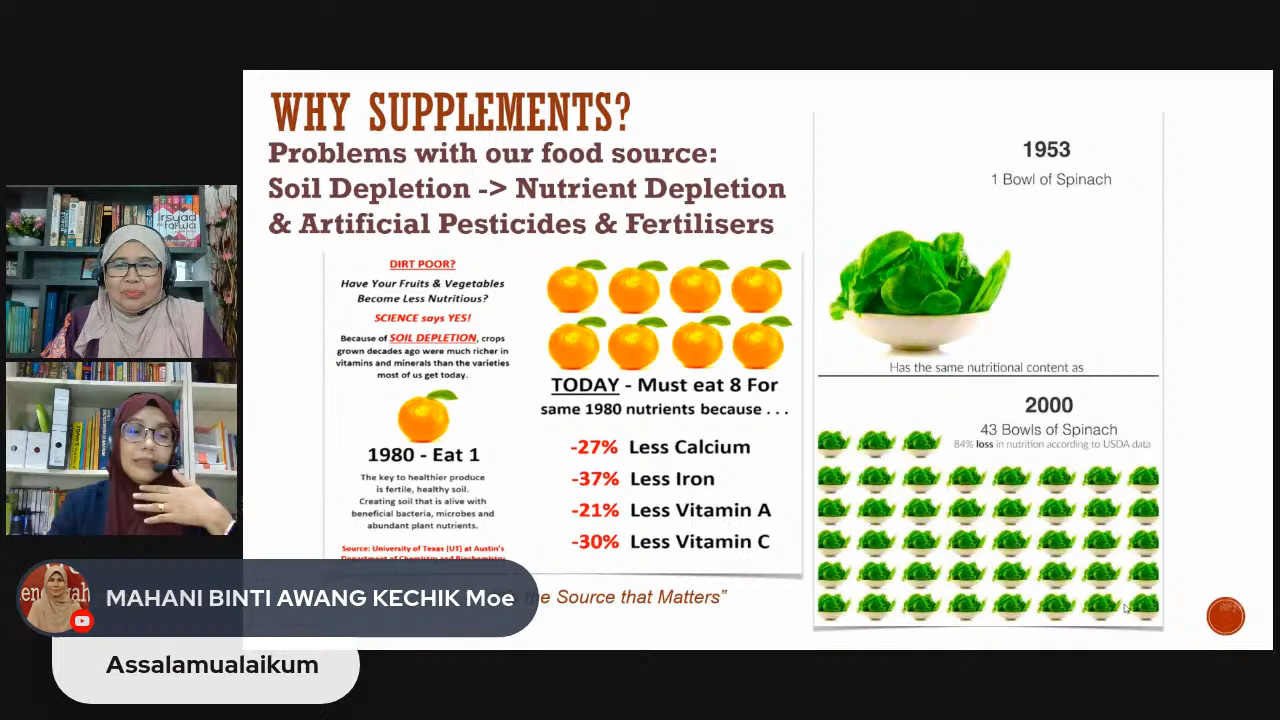 WHY SUPPLEMENTS?
Problems with our food source:
Soil Depletion -> Nutrient Depletion
& Artificial Pesticides & Fertilisers
DIRT POOR?
Have Your Fruits & Vegetables
Become Less Nutritious?
SCIENCE says YES!
Because of SOIL DEPLETION, crops
grown decades ago were much richer in
vitamins and minerals than the varieties
most of us get today.
1980 - Eat 1
The key to healthier produce
is fertile, healthy soil.
Creating soil that is alive with
beneficial bacteria, microbes and
abundant plant nutrients.
Source: University of Texas (UT) at Austin's
Department of Chemistry and Biochemistry
TODAY - Must eat 8 For
same 1980 nutrients because . . .
-27% Less Calcium
-37% Less Iron
-21% Less Vitamin A
-30% Less Vitamin C
1953
1 Bowl of Spinach
Has the same nutritional content as
2000
43 Bowls of Spinach
84% loss in nutrition according to USDA data
the Source that Matters”
MAHANI BINTI AWANG KECHIK Moe
Assalamualaikum